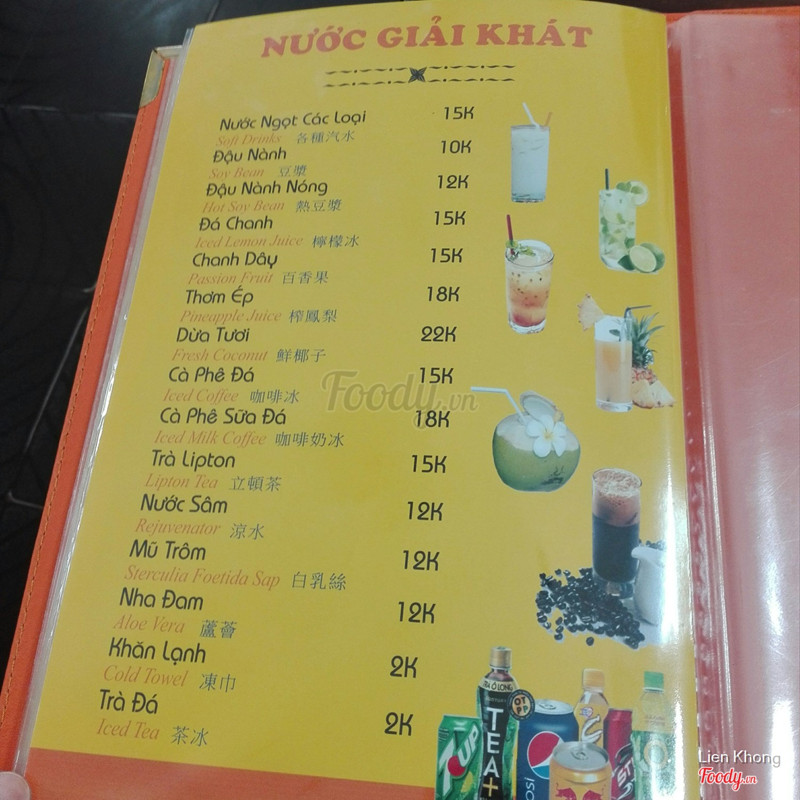 NƯỚC GIẢI KHÁT
Nước Ngọt Các Loại 15K
Soft Drinks 各種汽水
Đậu Nành 10K
Soy Bean 豆漿
Đậu Nành Nóng 12K
Hot Soy Bean 熱豆漿
Đá Chanh 15K
Iced Lemon Juice 檸檬冰
Chanh Dây 15K
Passion Fruit 百香果
Thơm Ép 18K
Pineapple Juice 榨鳳梨
Dừa Tươi 22K
Fresh Coconut 鮮椰子
Cà Phê Đá 15K
Iced Coffee 咖啡冰
Cà Phê Sữa Đá 18K
Iced Milk Coffee 咖啡奶冰
Trà Lipton 15K
Lipton Tea 立頓茶
Nước Sâm 12K
Rejuvenator 涼水
Mũ Trôm 12K
Sterculia Foetida Sap 白乳絲
Nha Đam 12K
Aloe Vera 蘆薈
Khăn Lạnh 2K
Cold Towel 凍巾
Trà Đá 2K
Iced Tea 茶冰
Foody.vn
7UP
TEA+
pepsi
Lien Khong
Foody.vn